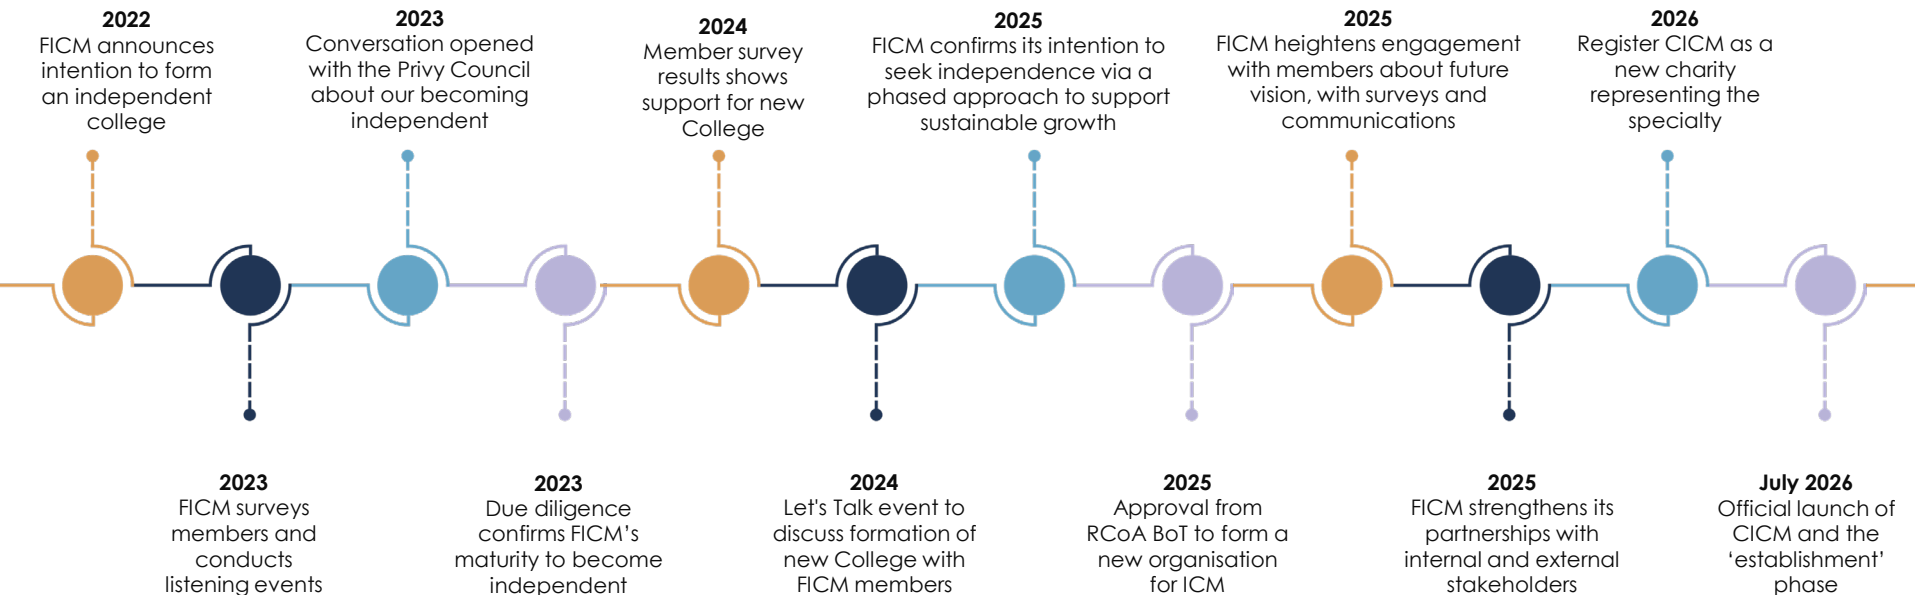 2022
FICM announces
intention to form
an independent
college
2023
FICM surveys
members and
conducts
listening events
2023
Conversation opened
with the Privy Council
about our becoming
independent
2023
Due diligence
confirms FICM’s
maturity to become
independent
2024
Member survey
results shows
support for new
College
2024
Let's Talk event to
discuss formation of
new College with
FICM members
2025
FICM confirms its intention to
seek independence via a
phased approach to support
sustainable growth
2025
Approval from
RCoA BoT to form a
new organisation
for ICM
2025
FICM heightens engagement
with members about future
vision, with surveys and
communications
2025
FICM strengthens its
partnerships with
internal and external
stakeholders
2026
Register CICM as a
new charity
representing the
specialty
July 2026
Official launch of
CICM and the
‘establishment’
phase